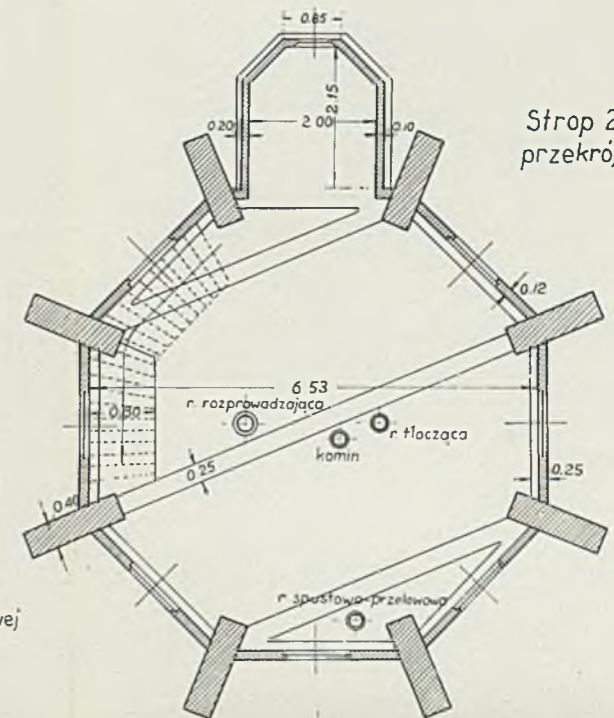 0.85
2.15
0.20
2.00
0.10
Strop 2
przekrój
0.12
6.53
r. rozprowadzająca
0.80
r. tłocząca
komin
0.25
0.25
0.40
r. spustowo-przelewowa
wej